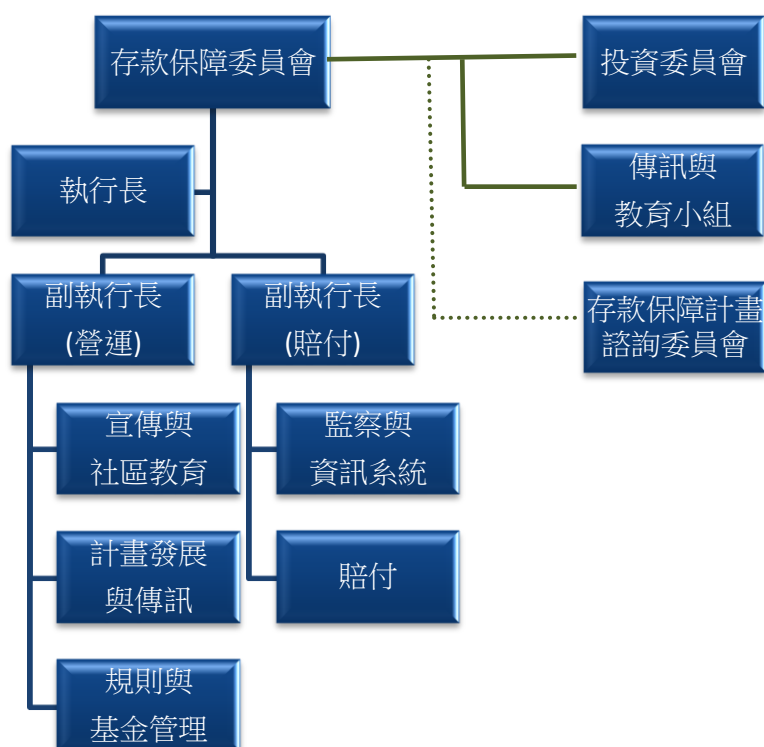 存款保障委員會
投資委員會
執行長
傳訊與
教育小組
副執行長
(營運)
副執行長
(賠付)
存款保障計畫
諮詢委員會
宣傳與
社區教育
監察與
資訊系統
計畫發展
與傳訊
賠付
規則與
基金管理